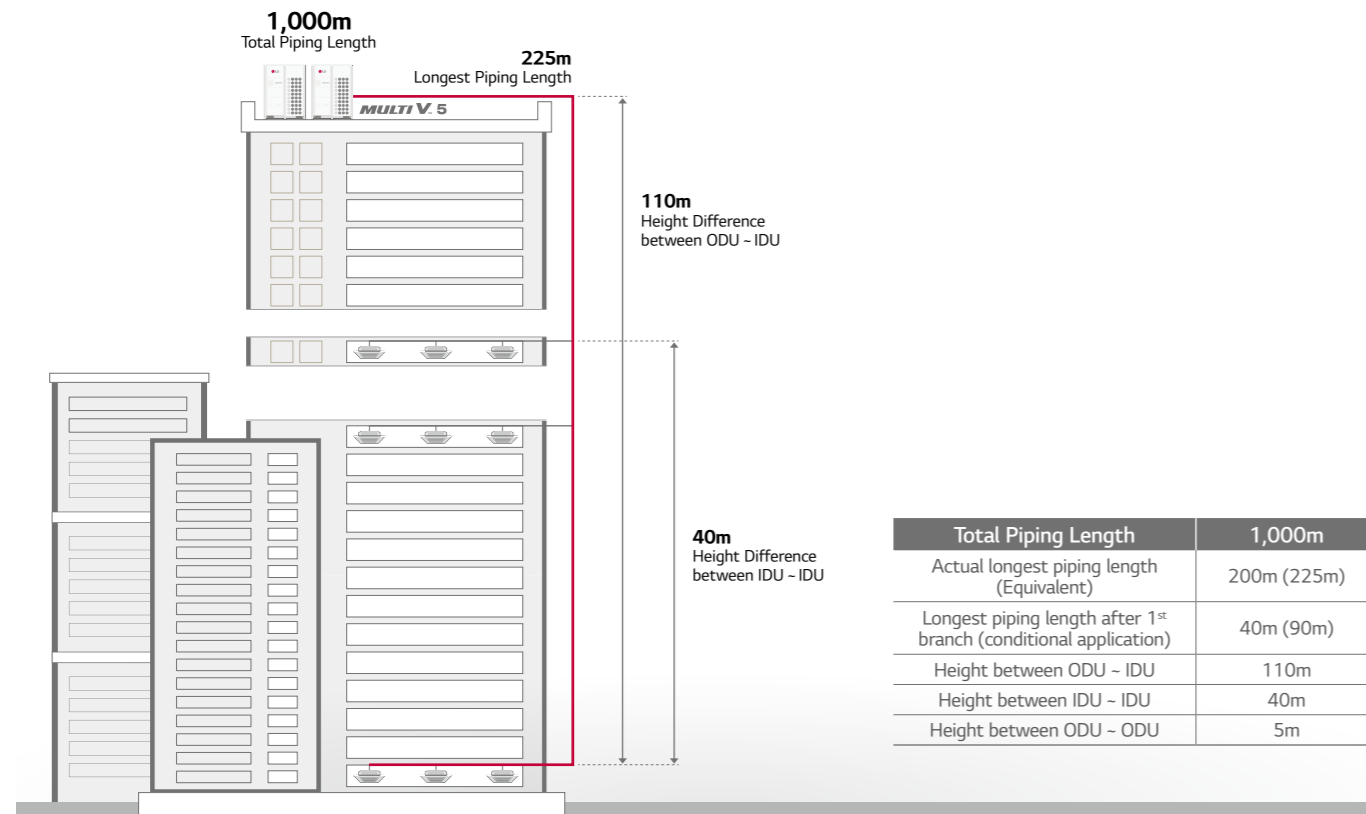 1,000m
Total Piping Length
225m
Longest Piping Length
MULTI V™ 5
110m
Height Difference
between ODU ~ IDU
40m
Height Difference
between IDU ~ IDU
Total Piping Length 1,000m
Actual longest piping length
(Equivalent) 200m (225m)
Longest piping length after 1st
branch (conditional application) 40m (90m)
Height between ODU ~ IDU 110m
Height between IDU ~ IDU 40m
Height between ODU ~ ODU 5m